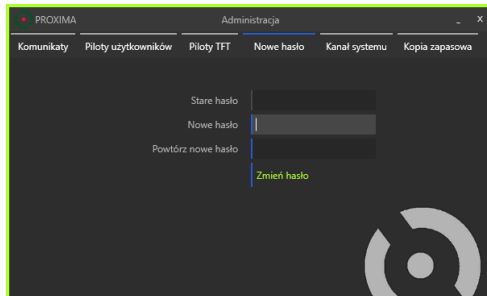 PROXIMA Administracja _ X
Komunikaty Piloty użytkowników Piloty TFT Nowe hasło Kanał systemu Kopia zapasowa
Stare hasło
Nowe hasło
Powtórz nowe hasło
Zmień hasło